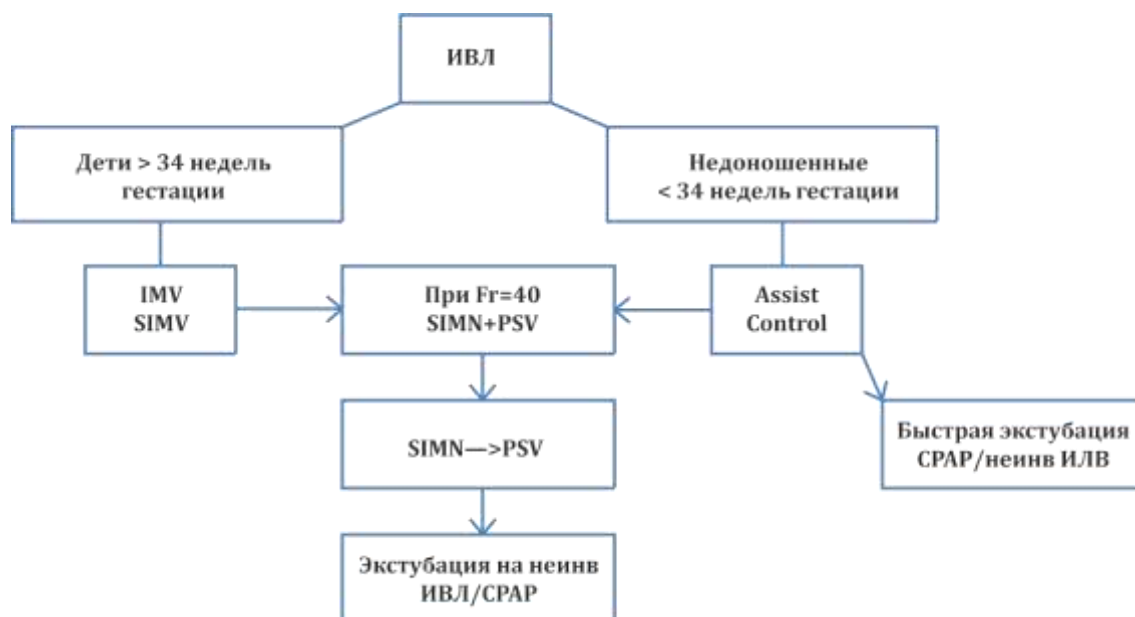 ИВЛ
Дети > 34 недель
гестации
Недоношенные
< 34 недель гестации
IMV
SIMV
При Fr=40
SIMN+PSV
Assist
Control
SIMN—>PSV
Быстрая экстубация
CPAP/неинв ИЛВ
Экстубация на неинв
ИВЛ/CPAP